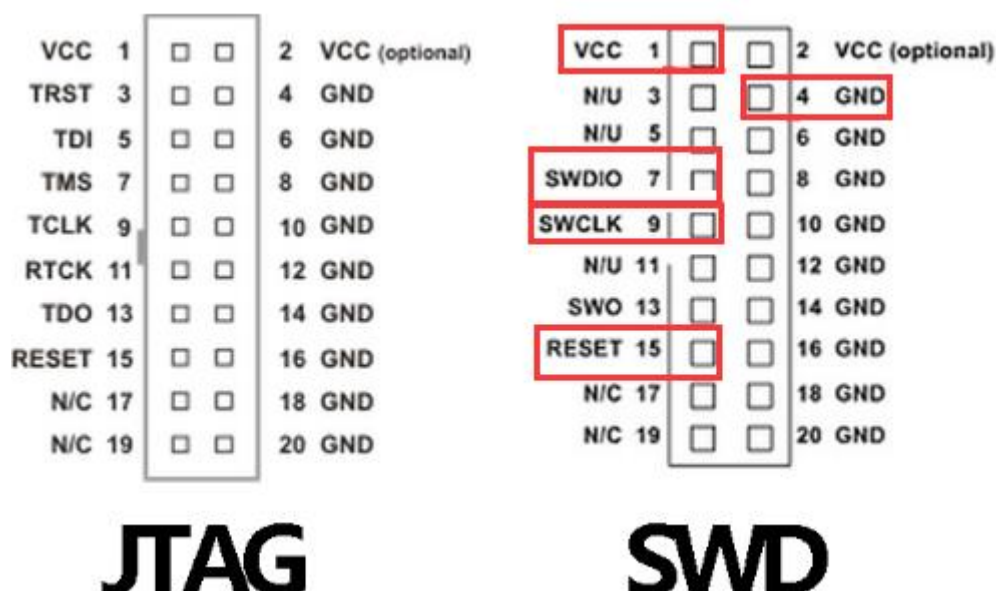 VCC 1 2 VCC (optional)
TRST 3 4 GND
TDI 5 6 GND
TMS 7 8 GND
TCLK 9 10 GND
RTCK 11 12 GND
TDO 13 14 GND
RESET 15 16 GND
N/C 17 18 GND
N/C 19 20 GND
JTAG
VCC 1 2 VCC (optional)
N/U 3 4 GND
N/U 5 6 GND
SWDIO 7 8 GND
SWCLK 9 10 GND
N/U 11 12 GND
SWO 13 14 GND
RESET 15 16 GND
N/C 17 18 GND
N/C 19 20 GND
SWD